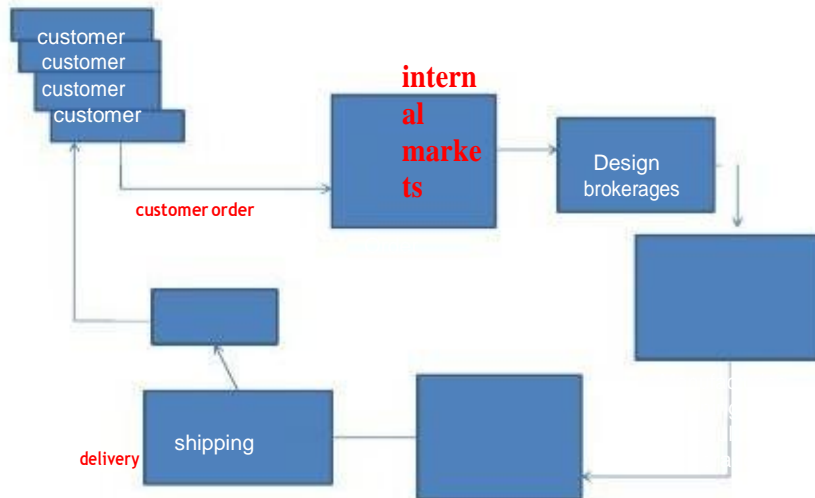 customer
customer
customer
customer
intern
al
marke
ts
Design
brokerages
customer order
shipping
delivery